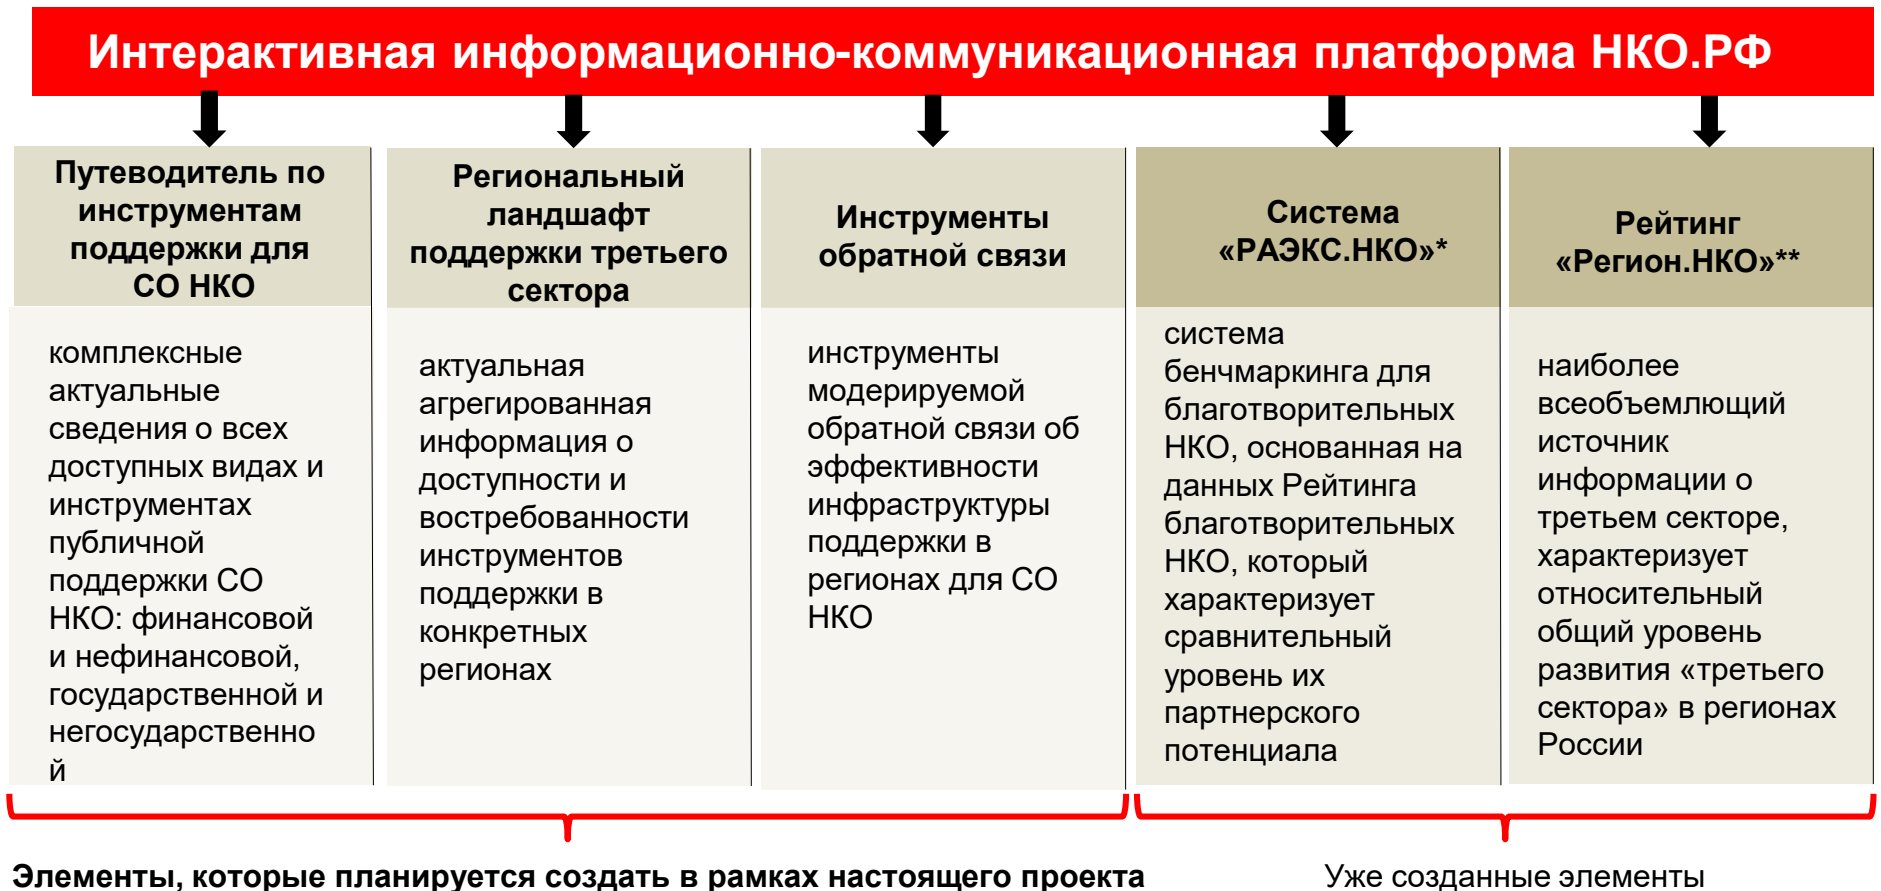 Интерактивная информационно-коммуникационная платформа НКО.РФ
Путеводитель по
инструментам
поддержки для
СО НКО
комплексные
актуальные
сведения о всех
доступных видах и
инструментах
публичной
поддержки СО
НКО: финансовой
и нефинансовой,
государственной и
негосударственно
й
Региональный
ландшафт
поддержки третьего
сектора
актуальная
агрегированная
информация о
доступности и
востребованности
инструментов
поддержки в
конкретных
регионах
Инструменты
обратной связи
инструменты
модерируемой
обратной связи об
эффективности
инфраструктуры
поддержки в
регионах для СО
НКО
Система
«РАЭКС.НКО»*
система
бенчмаркинга для
благотворительных
НКО, основанная на
данных Рейтинга
благотворительных
НКО, который
характеризует
сравнительный
уровень их
партнерского
потенциала
Рейтинг
«Регион.НКО»**
наиболее
всеобъемлющий
источник
информации о
третьем секторе,
характеризует
относительный
общий уровень
развития «третьего
сектора» в регионах
России
Элементы, которые планируется создать в рамках настоящего проекта
Уже созданные элементы